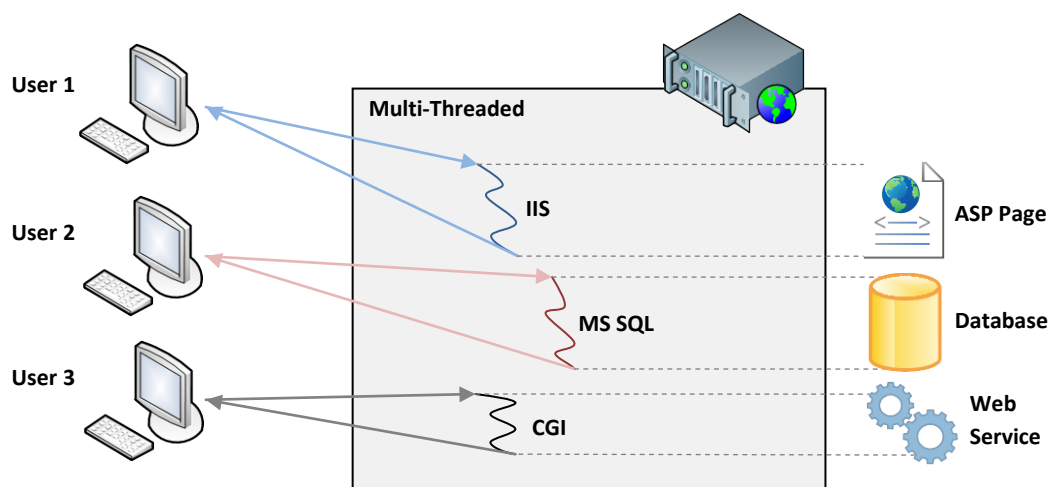 User 1
Multi-Threaded
IIS
ASP Page
User 2
MS SQL
Database
User 3
CGI
Web
Service